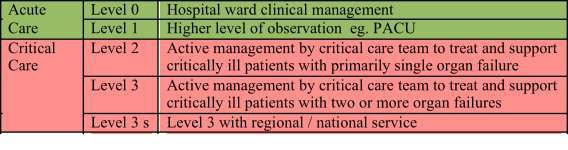 Acute Level 0 Hospital ward clinical management
Care Level 1 Higher level of observation eg. PACU
Critical Level 2 Active management by critical care team to treat and support
Care critically ill patients with primarily single organ failure
Level 3 Active management by critical care team to treat and support
critically ill patients with two or more organ failures
Level 3 s Level 3 with regional / national service